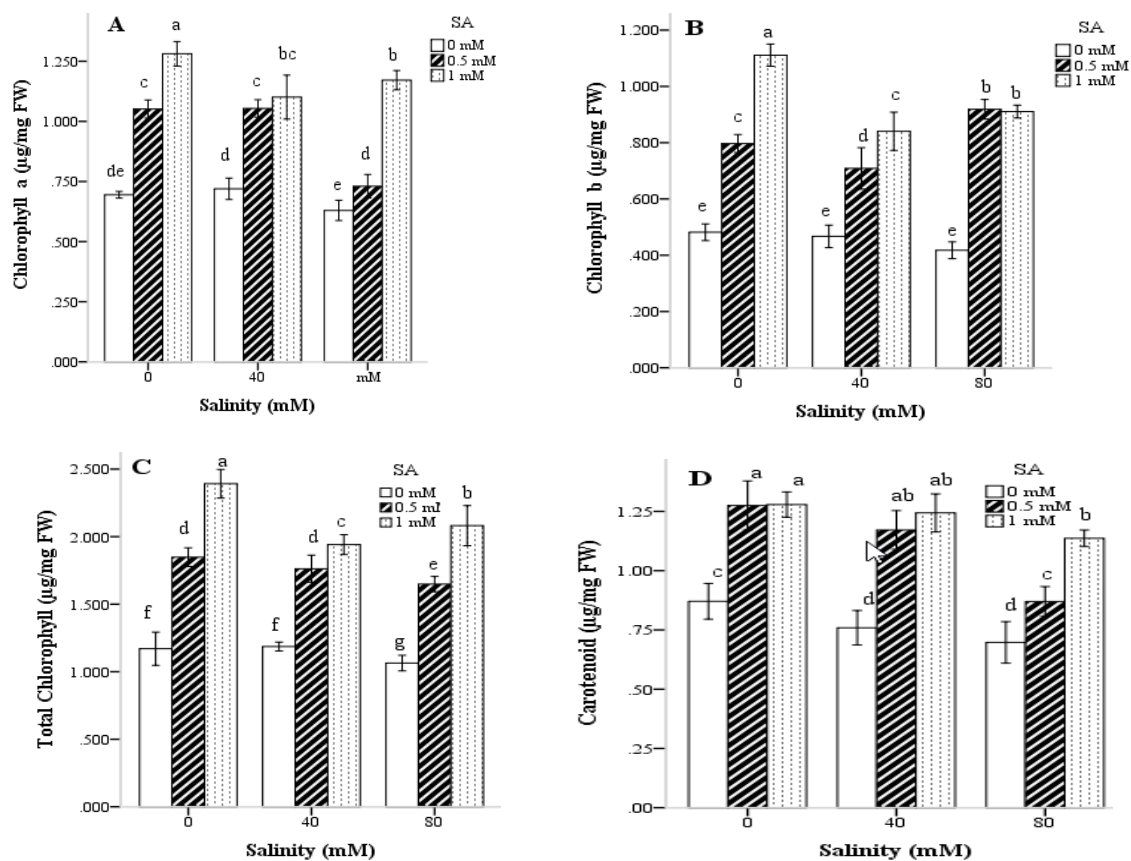 A
SA
0 mM
0.5 mM
1 mM
Chlorophyll a (µg/mg FW)
1.250
1.000
.750
.500
.250
.000
de
c
a
d
c
bc
e
d
b
0
40
mM
Salinity (mM)
B
SA
0 mM
0.5 mM
1 mM
Chlorophyll b (µg/mg FW)
1.200
1.000
.800
.600
.400
.200
.000
e
c
a
e
d
c
e
b
b
0
40
80
Salinity (mM)
C
SA
0 mM
0.5 m
1 mM
Total Chlorophyll (µg/mg FW)
2.500
2.000
1.500
1.000
.500
.000
f
d
a
f
d
c
g
e
b
0
40
80
Salinity (mM)
D
SA
0 mM
0.5 mM
1 mM
Carotenoid (µg/mg FW)
1.25
1.00
0.75
.50
.25
.00
c
a
a
d
ab
ab
d
c
b
0
40
80
Salinity (mM)